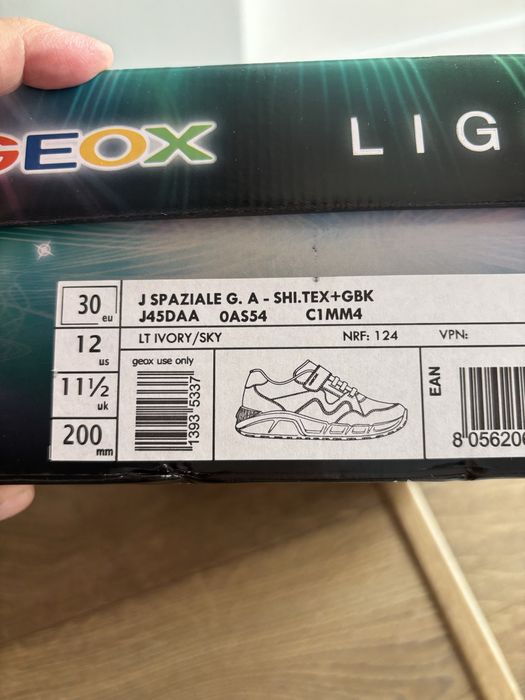 GEOX LIG
30 eu
J SPAZIALE G. A - SHI.TEX+GBK
J45DAA 0AS54 C1MM4
12 us
LT IVORY/SKY NRF: 124 VPN:
11½ uk
geox use only
1393 5337
EAN
200 mm
8 056206